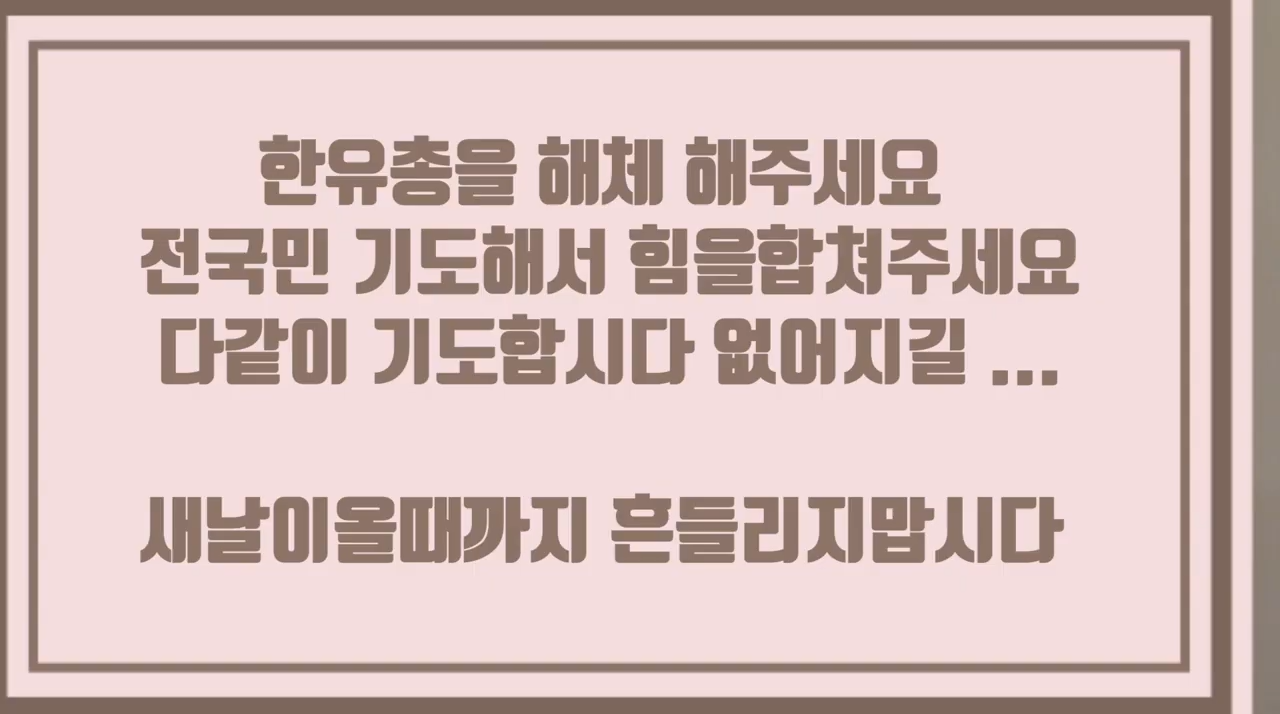 한유총을 해체 해주세요
전국민 기도해서 힘을합쳐주세요
다같이 기도합시다 없어지길 ...
새날이올때까지 흔들리지맙시다